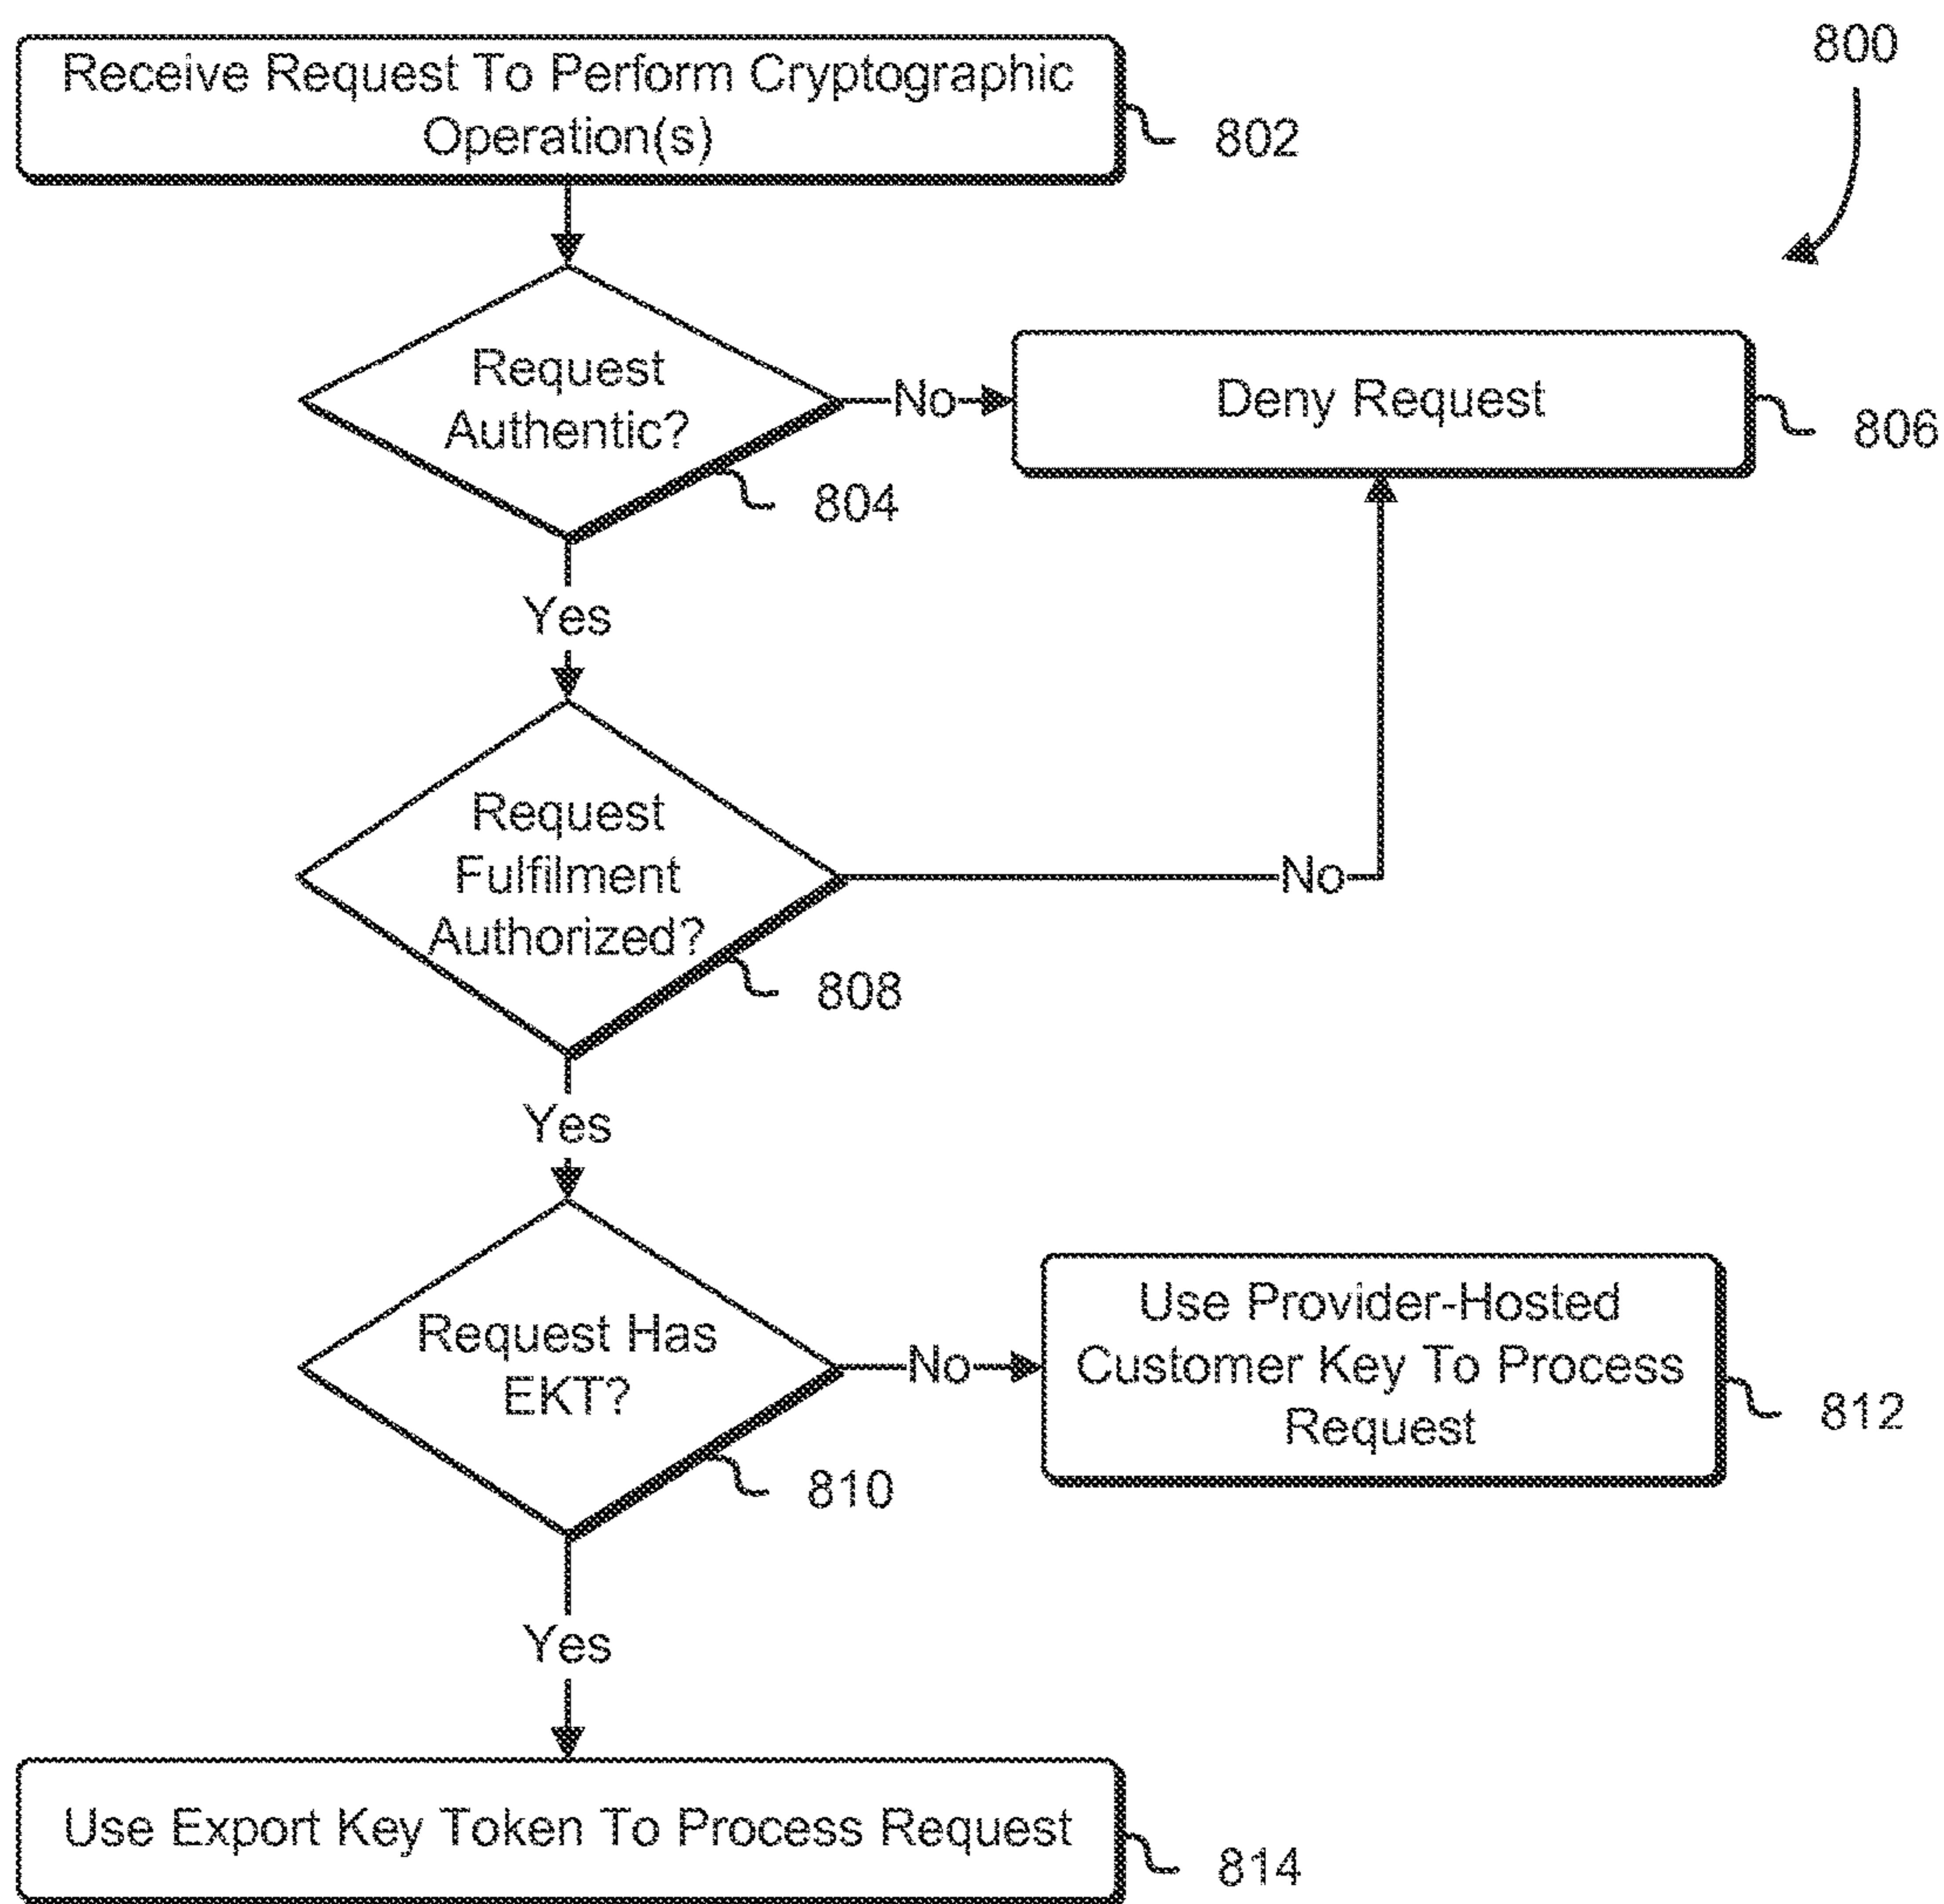 800
Receive Request To Perform Cryptographic
Operation(s)
802
Request
Authentic?
804
No
Deny Request
806
Yes
Request
Fulfilment
Authorized?
808
No
Yes
Request Has
EKT?
810
No
Use Provider-Hosted
Customer Key To Process
Request
812
Yes
Use Export Key Token To Process Request
814